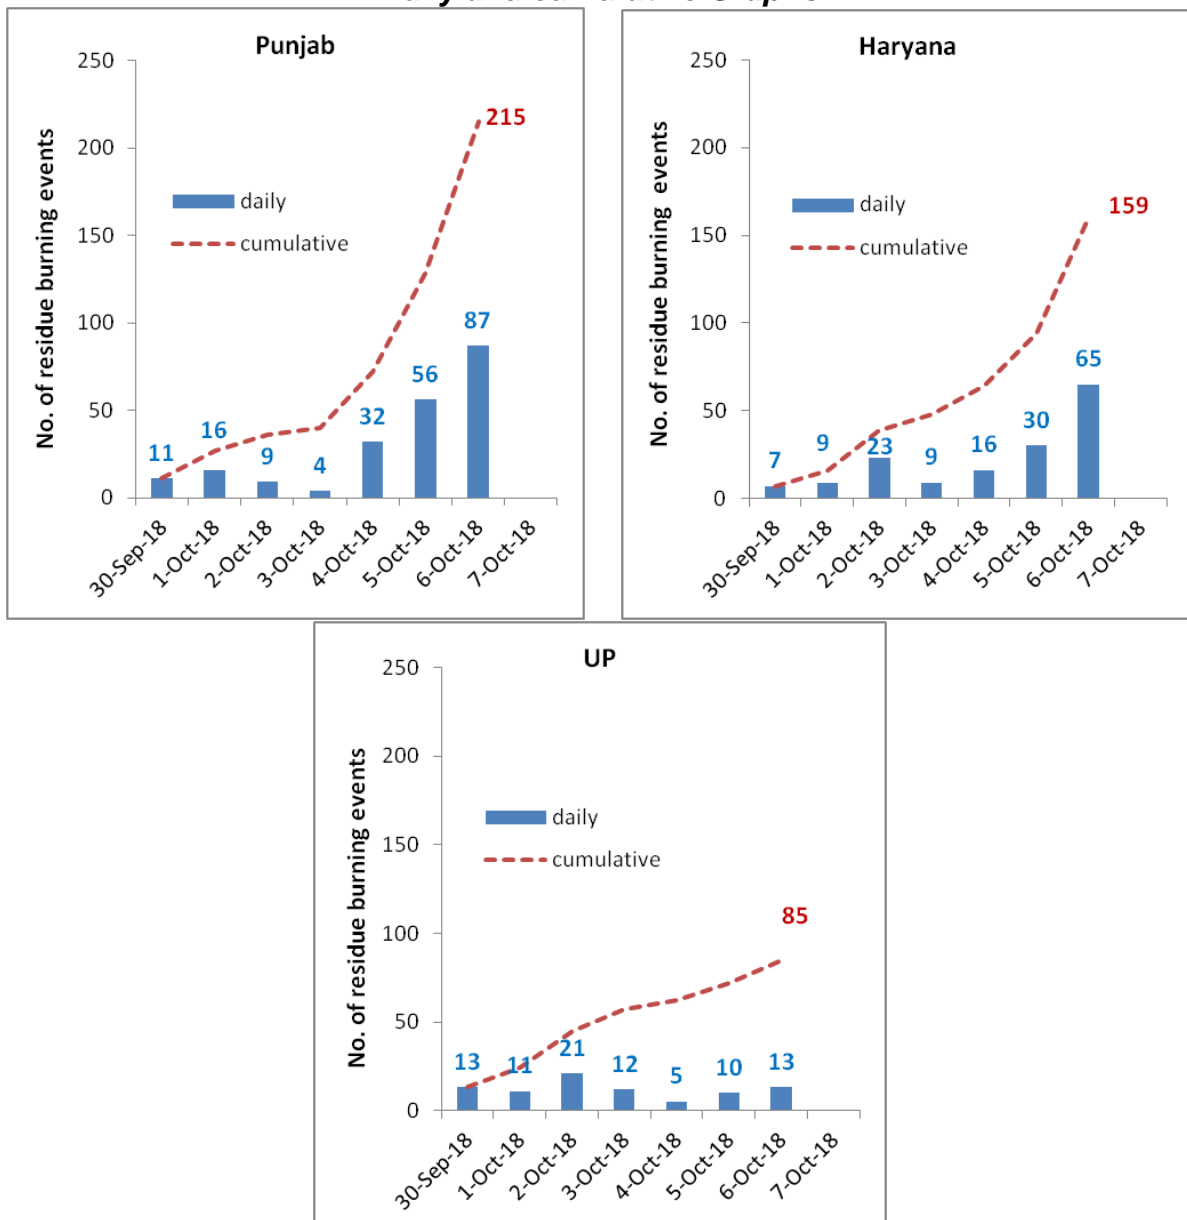 Punjab
No. of residue burning events
250
200
150
100
50
0
daily
cumulative
215
11
16
9
4
32
56
87
30-Sep-18
1-Oct-18
2-Oct-18
3-Oct-18
4-Oct-18
5-Oct-18
6-Oct-18
7-Oct-18
Haryana
No. of residue burning events
250
200
150
100
50
0
daily
cumulative
159
7
9
23
9
16
30
65
30-Sep-18
1-Oct-18
2-Oct-18
3-Oct-18
4-Oct-18
5-Oct-18
6-Oct-18
7-Oct-18
UP
No. of residue burning events
250
200
150
100
50
0
daily
cumulative
85
13
11
21
12
5
10
13
30-Sep-18
1-Oct-18
2-Oct-18
3-Oct-18
4-Oct-18
5-Oct-18
6-Oct-18
7-Oct-18